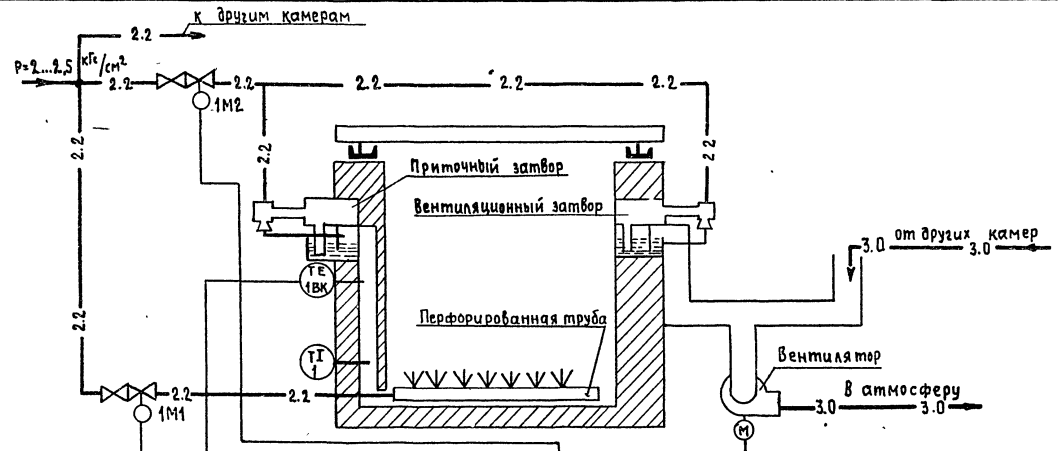 к другим камерам
2.2
P=2...2,5 кгс/см²
2.2
2.2
2.2
2.2
2.2
1М2
2.2
2.2
2 2
Приточный затвор
Вентиляционный затвор
3.0
от других камер
3.0
TE
1ВК
2.2
Перфорированная труба
TI
1
Вентилятор
2.2
2.2
В атмосферу
3.0
3.0
1М1
М